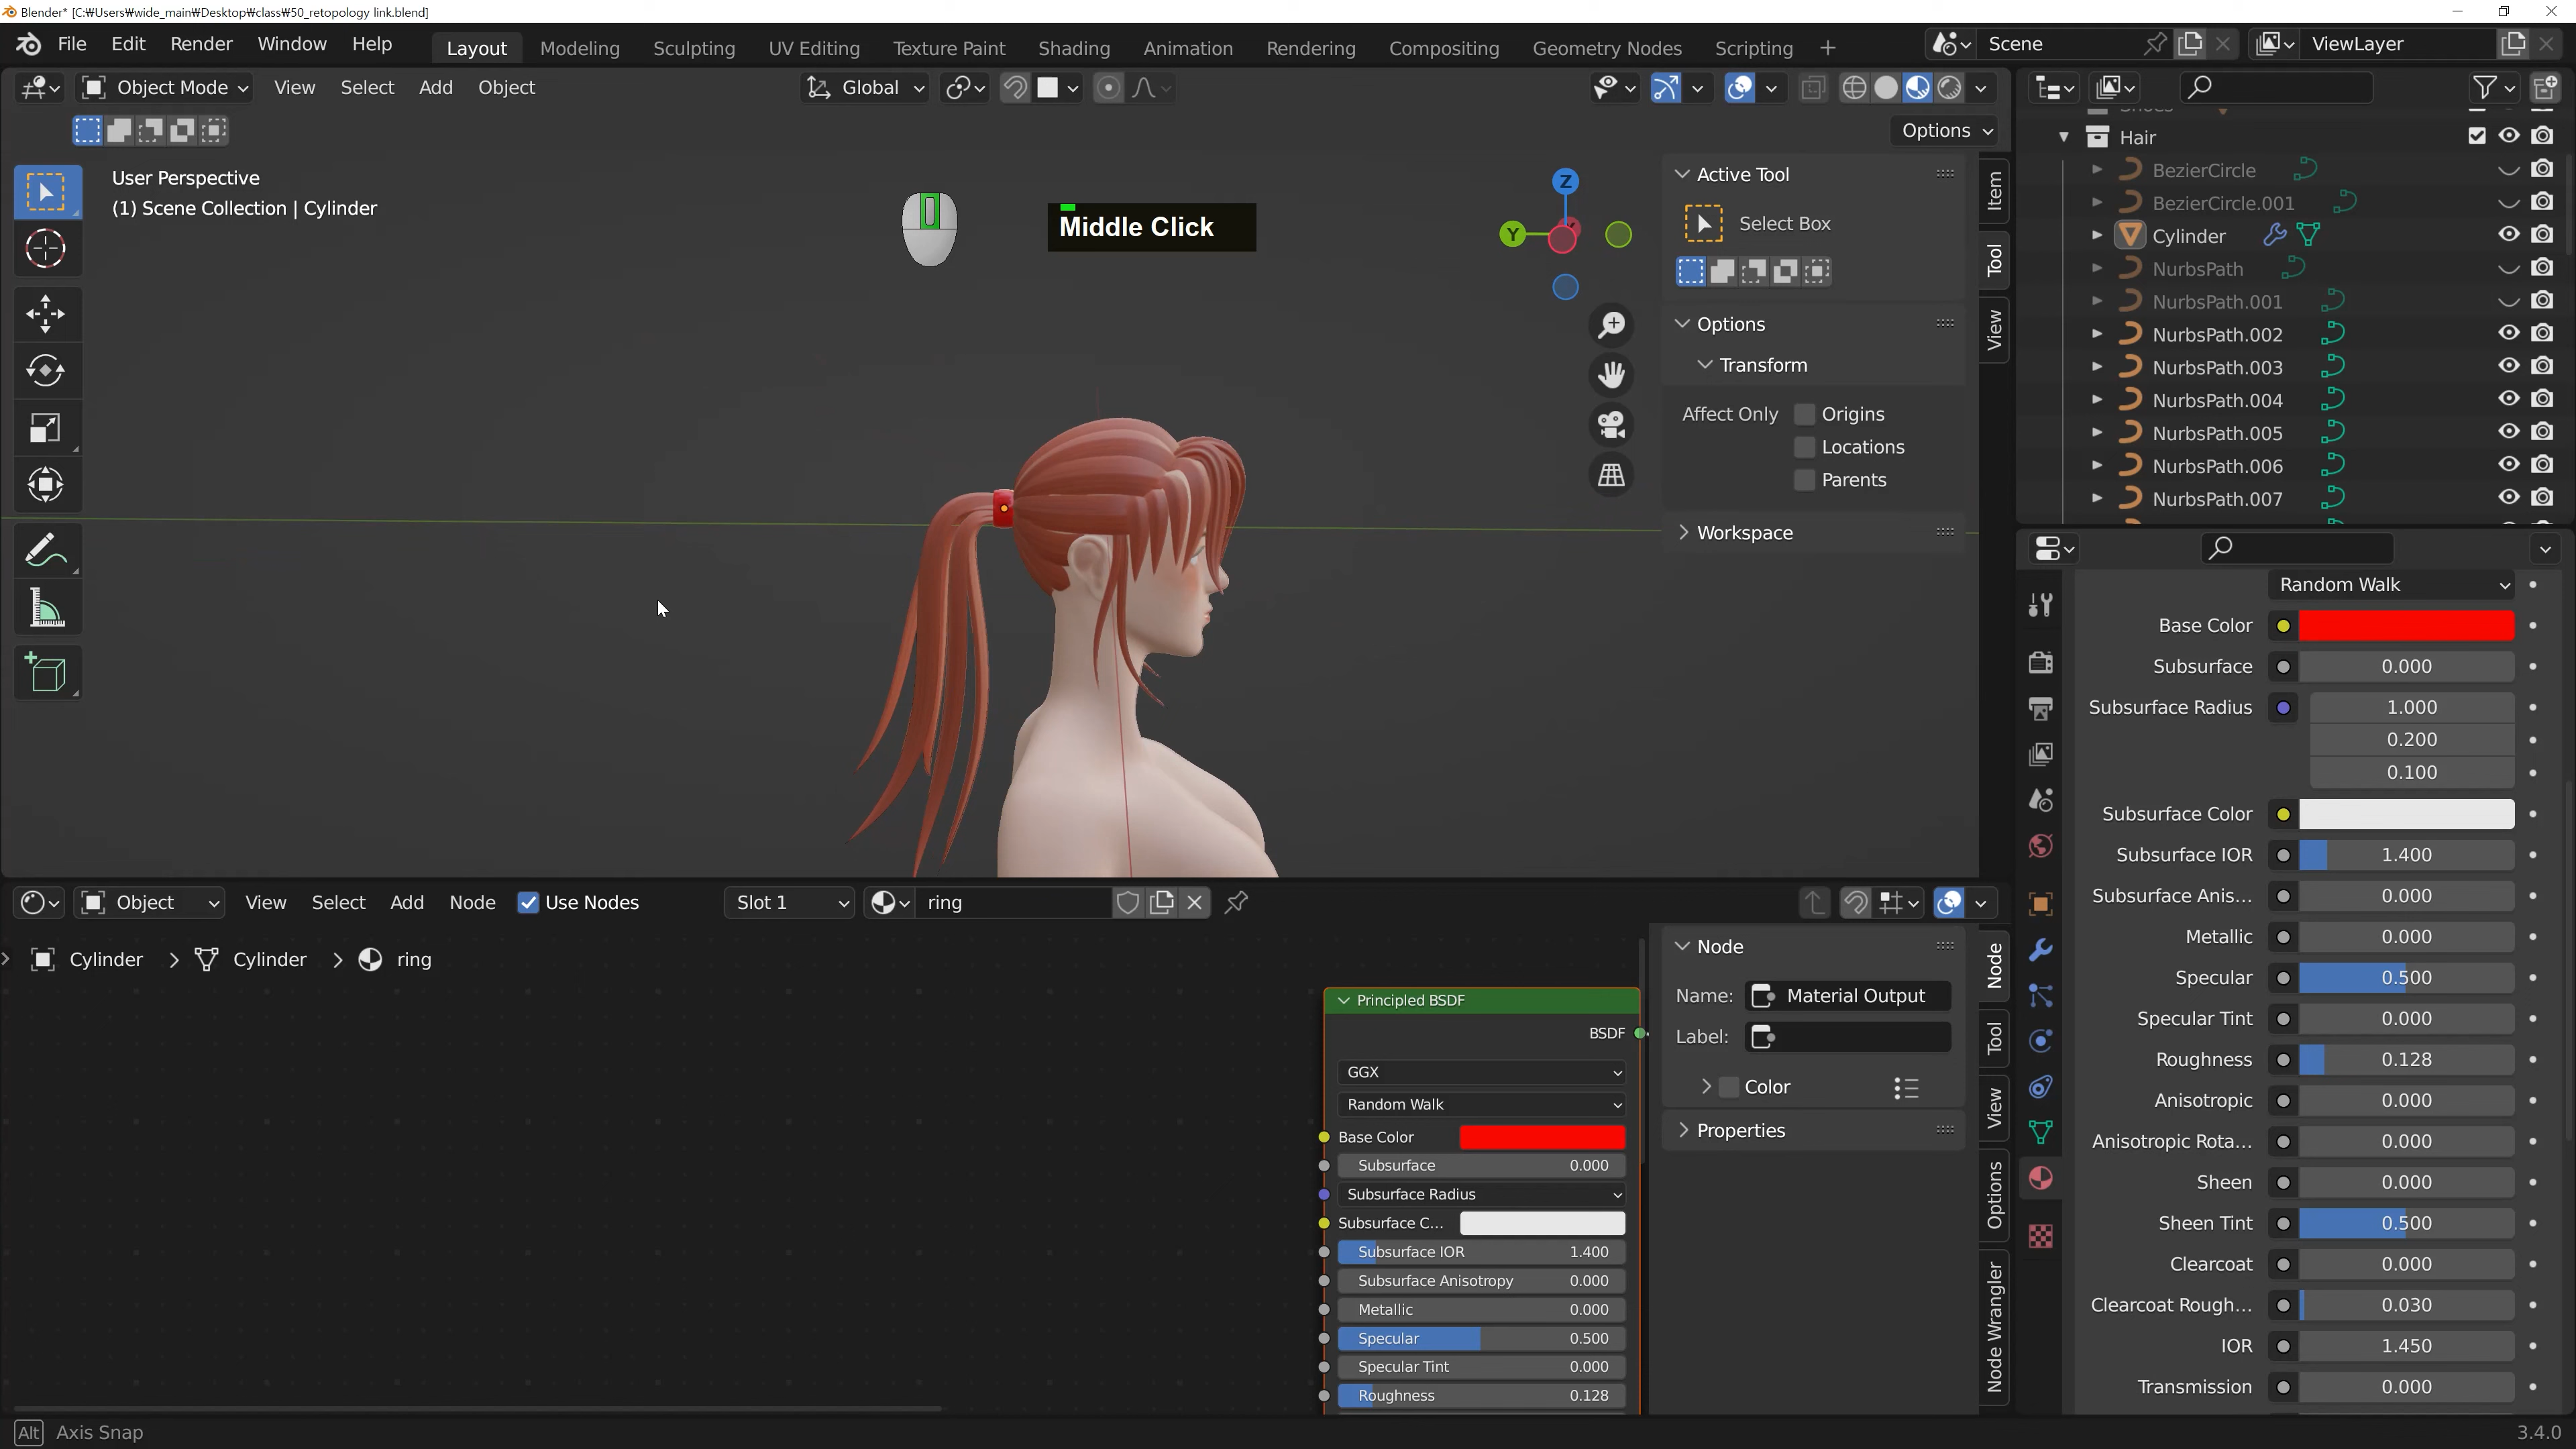 Blender* [C:₩Users₩wide_main₩Desktop₩class₩50_retopology link.blend]
File Edit Render Window Help Layout Modeling Sculpting UV Editing Texture Paint Shading Animation Rendering Compositing Geometry Nodes Scripting + Scene ViewLayer
Object Mode View Select Add Object Global
Options
User Perspective
(1) Scene Collection | Cylinder
Middle Click
Z
Y
Active Tool
Select Box
Options
Transform
Affect Only Origins
Locations
Parents
Workspace
Item
Tool
View
Shoes
Hair
BezierCircle
BezierCircle.001
Cylinder
NurbsPath
NurbsPath.001
NurbsPath.002
NurbsPath.003
NurbsPath.004
NurbsPath.005
NurbsPath.006
NurbsPath.007
Random Walk
Base Color
Subsurface 0.000
Subsurface Radius 1.000
0.200
0.100
Subsurface Color
Subsurface IOR 1.400
Subsurface Anis... 0.000
Metallic 0.000
Specular 0.500
Specular Tint 0.000
Roughness 0.128
Anisotropic 0.000
Anisotropic Rota... 0.000
Sheen 0.000
Sheen Tint 0.500
Clearcoat 0.000
Clearcoat Rough... 0.030
IOR 1.450
Transmission 0.000
Object View Select Add Node Use Nodes Slot 1 ring
Cylinder > Cylinder > ring
Principled BSDF
BSDF
GGX
Random Walk
Base Color
Subsurface 0.000
Subsurface Radius
Subsurface C...
Subsurface IOR 1.400
Subsurface Anisotropy 0.000
Metallic 0.000
Specular 0.500
Specular Tint 0.000
Roughness 0.128
Node
Name: Material Output
Label:
Color
Properties
Node
Tool
View
Options
Node Wrangler
Alt Axis Snap
3.4.0